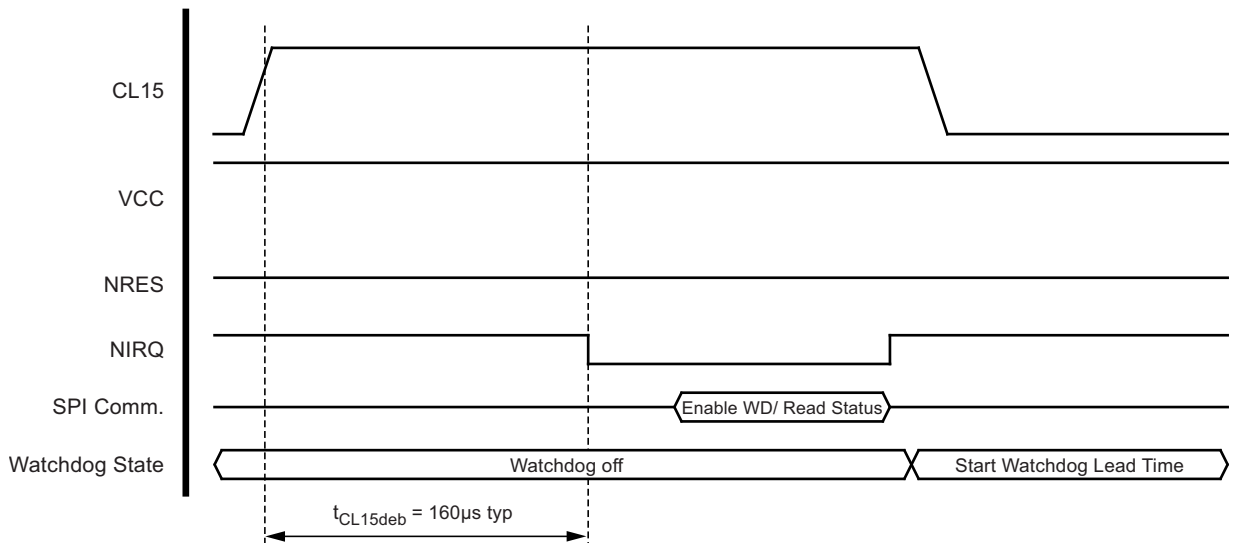 CL15
VCC
NRES
NIRQ
SPI Comm.
Enable WD/ Read Status
Watchdog State
Watchdog off
Start Watchdog Lead Time
tCL15deb = 160µs typ